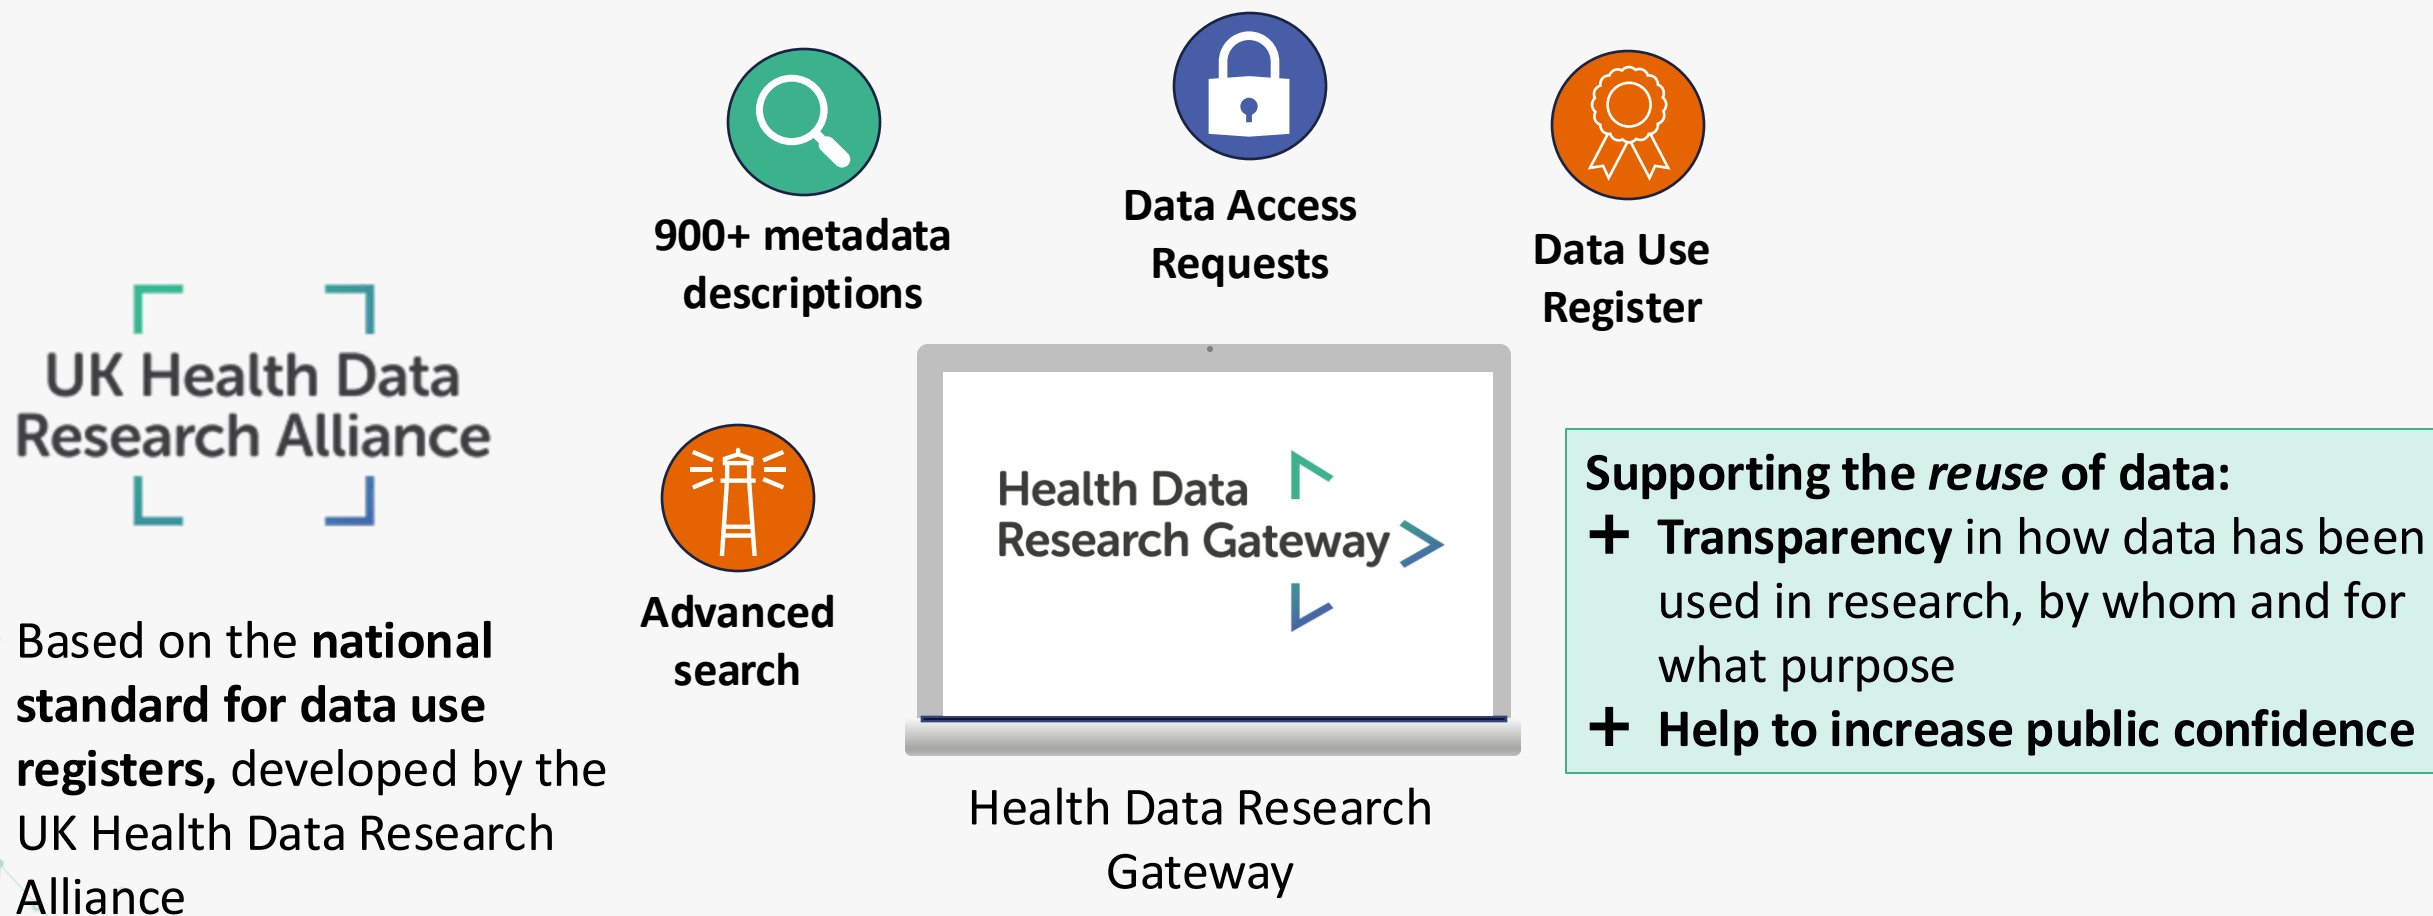 900+ metadata
descriptions
Data Access
Requests
Data Use
Register
UK Health Data
Research Alliance
Based on the national
standard for data use
registers, developed by the
UK Health Data Research
Alliance
Advanced
search
Health Data
Research Gateway
Health Data Research
Gateway
Supporting the reuse of data:
+ Transparency in how data has been
used in research, by whom and for
what purpose
+ Help to increase public confidence